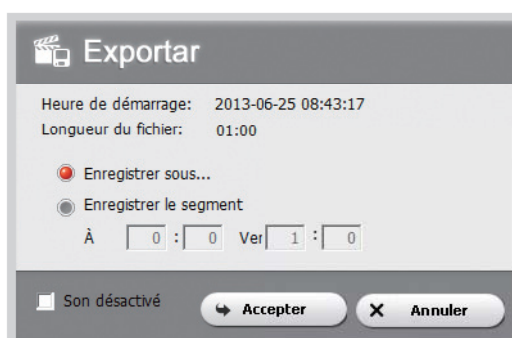 Exportar
Heure de démarrage: 2013-06-25 08:43:17
Longueur du fichier: 01:00
Enregistrer sous...
Enregistrer le segment
À 0 : 0 Ver 1 : 0
Son désactivé Accepter Annuler